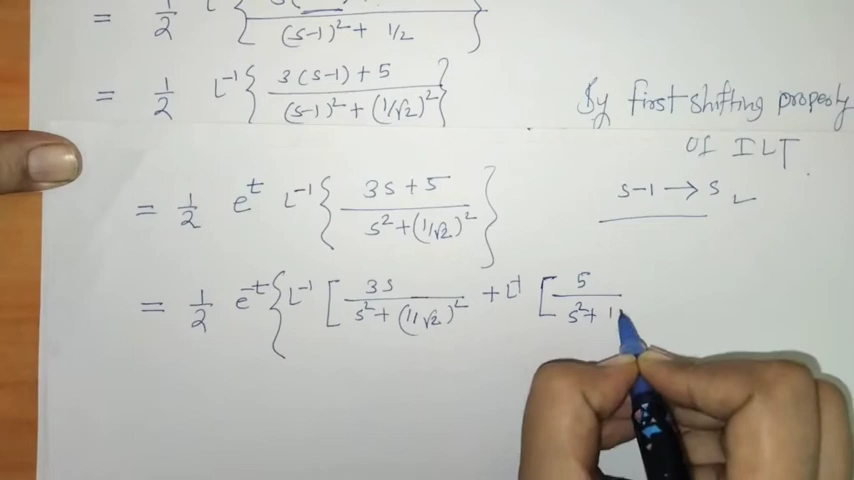 = 1/2 L⁻¹ { / (s-1)² + 1/2 }
= 1/2 L⁻¹ { 3(s-1)+5 / (s-1)² + (1/√2)² }
By first shifting property
of ILT.
s-1 → s ✓
= 1/2 e^t L⁻¹ { 3s+5 / s² + (1/√2)² }
= 1/2 e^-t { L⁻¹ [ 3s / s² + (1/√2)² + L⁻¹ [ 5 / s² + 1